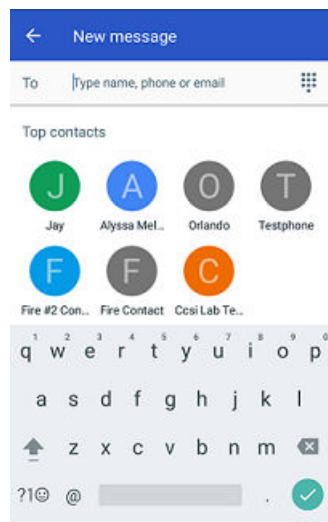 New message
To Type name, phone or email
Top contacts
J A O T
Jay Alyssa Mel... Orlando Testphone
F F C
Fire #2 Con... Fire Contact Ccsi Lab Te...
1 2 3 4 5 6 7 8 9 0
q w e r t y u i o p
a s d f g h j k l
z x c v b n m
?1☺ @ .